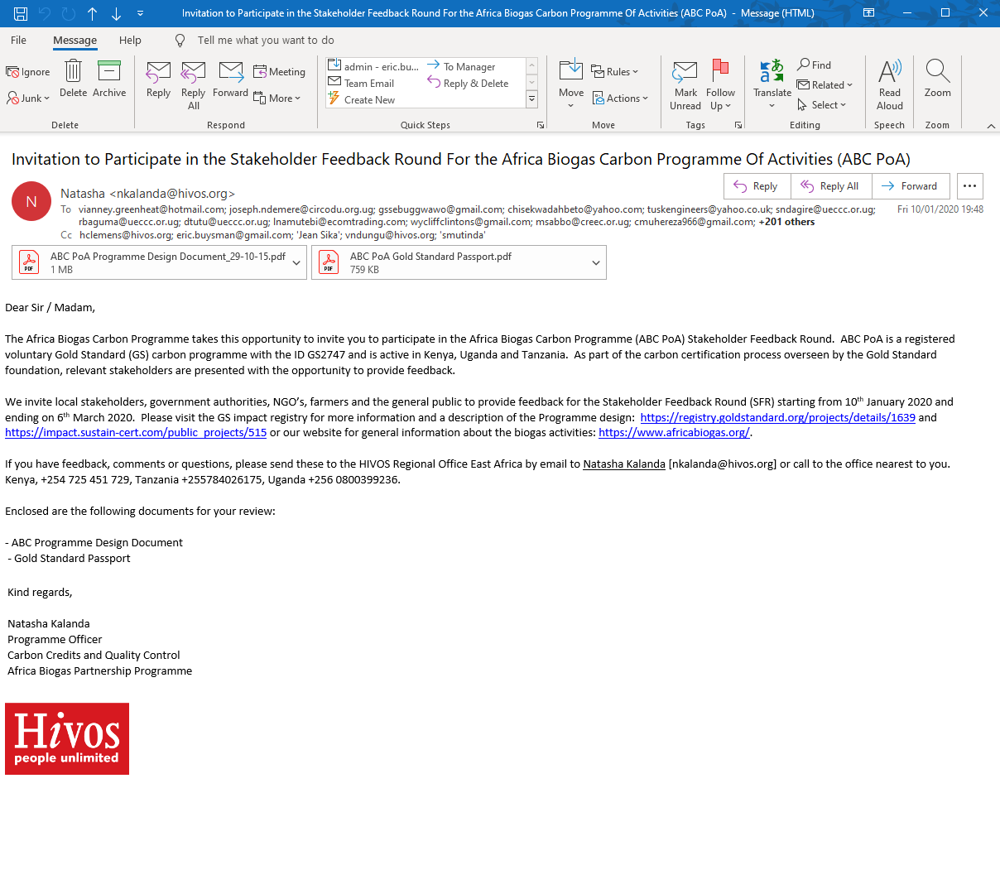 Invitation to Participate in the Stakeholder Feedback Round For the Africa Biogas Carbon Programme Of Activities (ABC PoA) - Message (HTML)
File Message Help Tell me what you want to do
Ignore
Junk
Delete
Archive
Delete
Reply
Reply All
Forward
Meeting
More
Respond
admin - eric.bu...
To Manager
Team Email
Reply & Delete
Create New
Quick Steps
Move
Rules
Actions
Move
Mark Unread
Follow Up
Tags
Translate
Find
Related
Select
Editing
Read Aloud
Speech
Zoom
Zoom
Invitation to Participate in the Stakeholder Feedback Round For the Africa Biogas Carbon Programme Of Activities (ABC PoA)
N
Natasha <nkalanda@hivos.org>
Reply Reply All Forward
To vianney.greenheat@hotmail.com; joseph.ndemere@circodu.org.ug; gssebuggwawo@gmail.com; chisekwadahbeto@yahoo.com; tuskengineers@yahoo.co.uk; sndagire@ueccc.or.ug;
Fri 10/01/2020 19:48
rbaguma@ueccc.or.ug; dtutu@ueccc.or.ug; lnamutebi@ecomtrading.com; wycliffclintons@gmail.com; msabbo@creec.or.ug; cmuhereza966@gmail.com; +201 others
Cc hclemens@hivos.org; eric.buysman@gmail.com; 'Jean Sika'; vndungu@hivos.org; 'smutinda'
PDF
ABC PoA Programme Design Document_29-10-15.pdf
1 MB
PDF
ABC PoA Gold Standard Passport.pdf
759 KB
Dear Sir / Madam,
The Africa Biogas Carbon Programme takes this opportunity to invite you to participate in the Africa Biogas Carbon Programme (ABC PoA) Stakeholder Feedback Round. ABC PoA is a registered
voluntary Gold Standard (GS) carbon programme with the ID GS2747 and is active in Kenya, Uganda and Tanzania. As part of the carbon certification process overseen by the Gold Standard
foundation, relevant stakeholders are presented with the opportunity to provide feedback.
We invite local stakeholders, government authorities, NGO's, farmers and the general public to provide feedback for the Stakeholder Feedback Round (SFR) starting from 10th January 2020 and
ending on 6th March 2020. Please visit the GS impact registry for more information and a description of the Programme design: https://registry.goldstandard.org/projects/details/1639 and
https://impact.sustain-cert.com/public_projects/515 or our website for general information about the biogas activities: https://www.africabiogas.org/.
If you have feedback, comments or questions, please send these to the HIVOS Regional Office East Africa by email to Natasha Kalanda [nkalanda@hivos.org] or call to the office nearest to you.
Kenya, +254 725 451 729, Tanzania +255784026175, Uganda +256 0800399236.
Enclosed are the following documents for your review:
- ABC Programme Design Document
- Gold Standard Passport
Kind regards,
Natasha Kalanda
Programme Officer
Carbon Credits and Quality Control
Africa Biogas Partnership Programme
Hivos
people unlimited